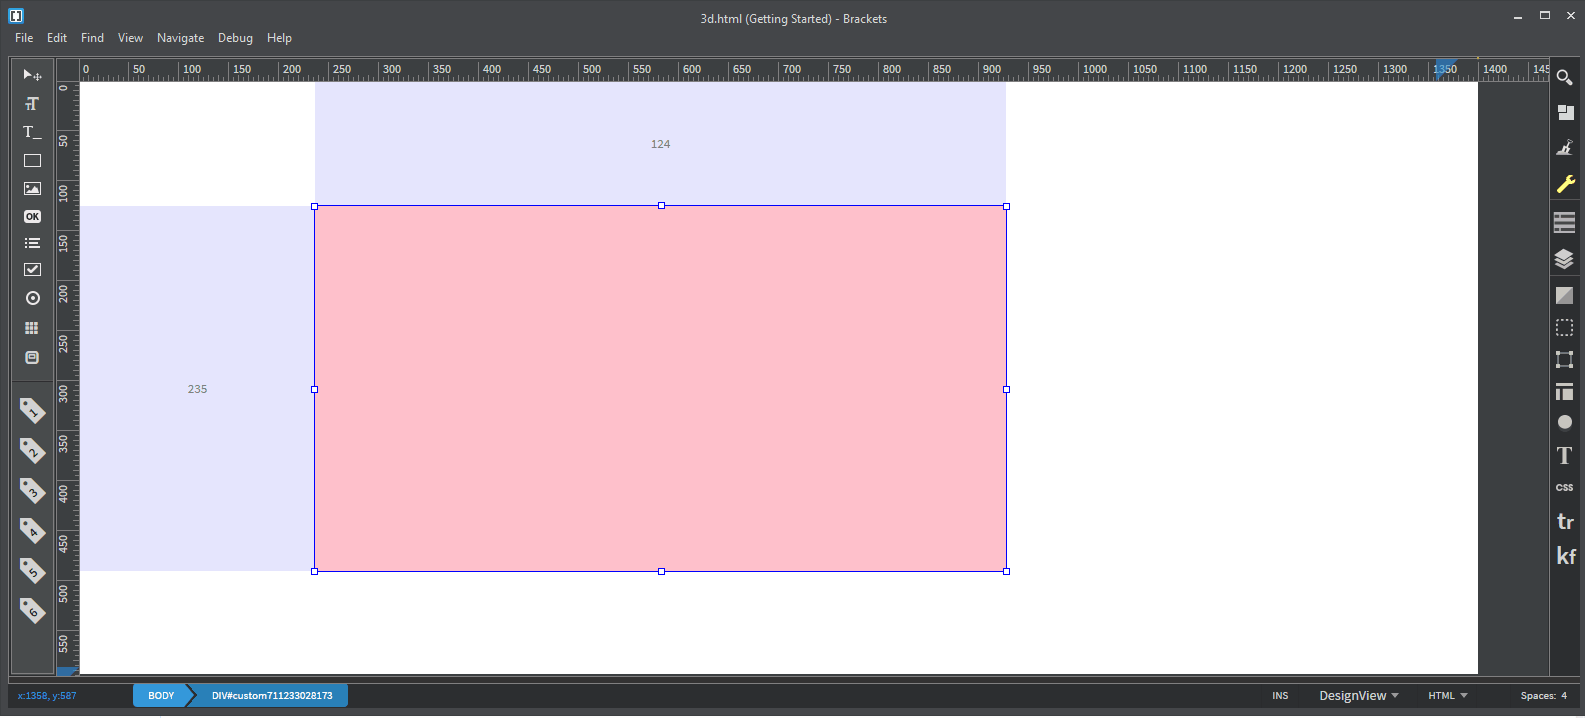 3d.html (Getting Started) - Brackets
File Edit Find View Navigate Debug Help
0 50 100 150 200 250 300 350 400 450 500 550 600 650 700 750 800 850 900 950 1000 1050 1100 1150 1200 1250 1300 1350 1400 145
0
50
100
150
200
250
300
350
400
450
500
550
T
T_
OK
1
2
3
4
5
6
124
235
T
css
tr
kf
x:1358, y:587 BODY DIV#custom711233028173 INS DesignView HTML Spaces: 4